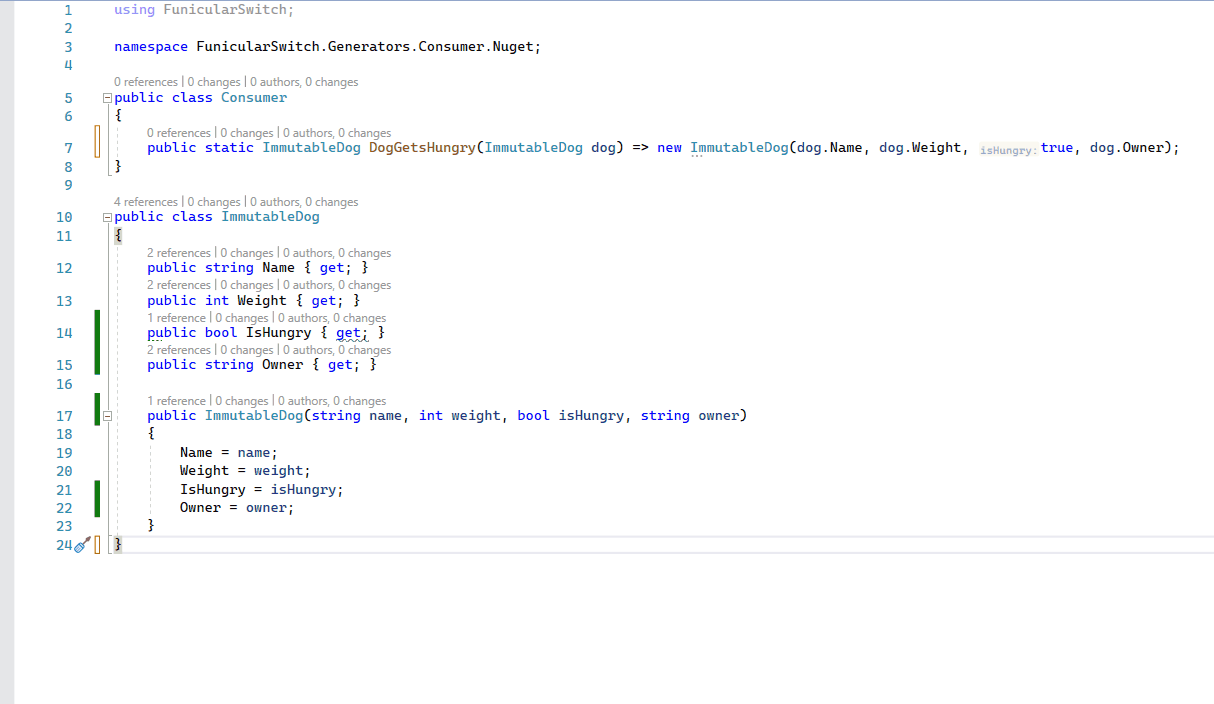 1 using FunicularSwitch;
2
3 namespace FunicularSwitch.Generators.Consumer.Nuget;
4
0 references | 0 changes | 0 authors, 0 changes
5 public class Consumer
6 {
0 references | 0 changes | 0 authors, 0 changes
7 public static ImmutableDog DogGetsHungry(ImmutableDog dog) => new ImmutableDog(dog.Name, dog.Weight, isHungry: true, dog.Owner);
8 }
9
4 references | 0 changes | 0 authors, 0 changes
10 public class ImmutableDog
11 {
2 references | 0 changes | 0 authors, 0 changes
12 public string Name { get; }
2 references | 0 changes | 0 authors, 0 changes
13 public int Weight { get; }
1 reference | 0 changes | 0 authors, 0 changes
14 public bool IsHungry { get; }
2 references | 0 changes | 0 authors, 0 changes
15 public string Owner { get; }
16
1 reference | 0 changes | 0 authors, 0 changes
17 public ImmutableDog(string name, int weight, bool isHungry, string owner)
18 {
19 Name = name;
20 Weight = weight;
21 IsHungry = isHungry;
22 Owner = owner;
23 }
24 }